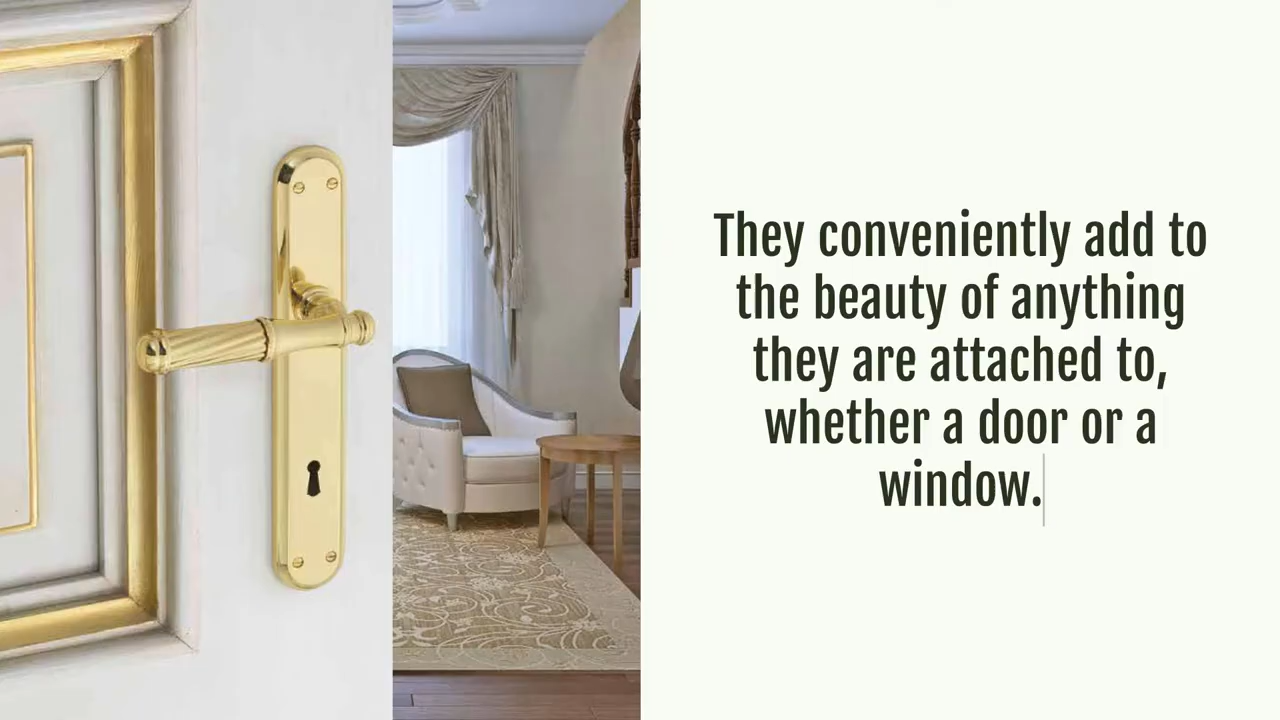 They conveniently add to
the beauty of anything
they are attached to,
whether a door or a
window.